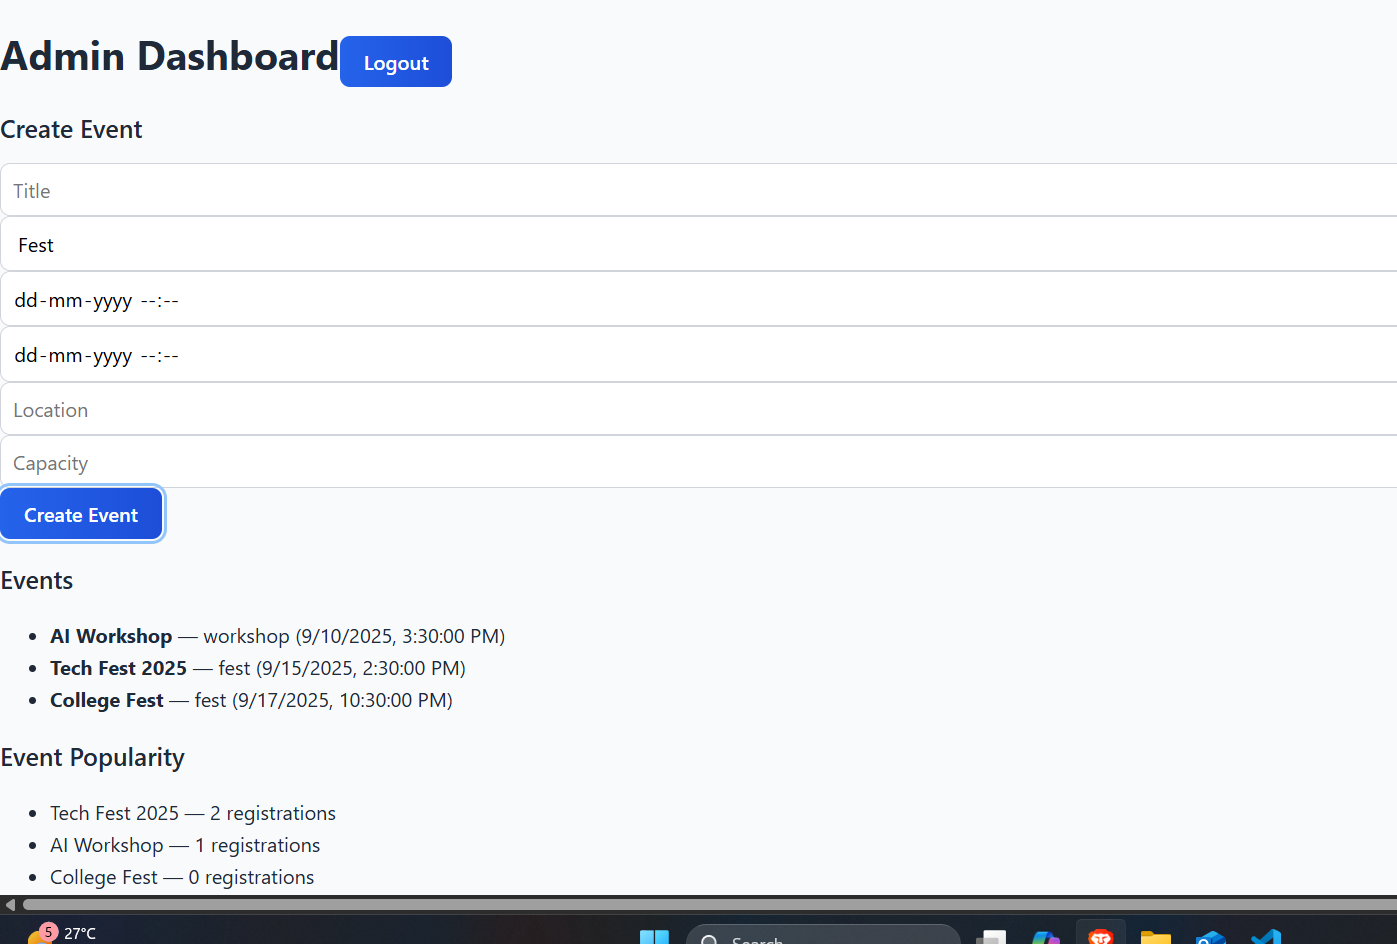 Admin Dashboard Logout
Create Event
Title
Fest
dd-mm-yyyy --:--
dd-mm-yyyy --:--
Location
Capacity
Create Event
Events
AI Workshop — workshop (9/10/2025, 3:30:00 PM)
Tech Fest 2025 — fest (9/15/2025, 2:30:00 PM)
College Fest — fest (9/17/2025, 10:30:00 PM)
Event Popularity
Tech Fest 2025 — 2 registrations
AI Workshop — 1 registrations
College Fest — 0 registrations
5 27°C Search